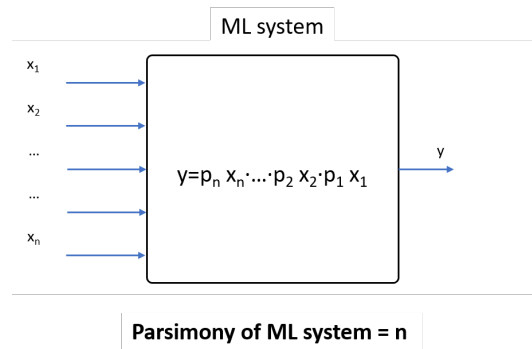 ML system
x₁
x₂
...
y
y=pₙ xₙ·...·p₂ x₂·p₁ x₁
...
xₙ
Parsimony of ML system = n